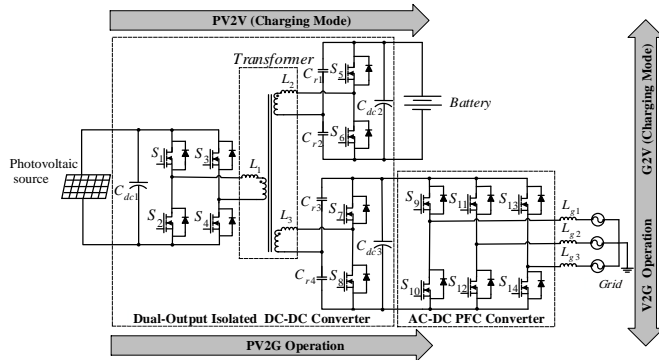 PV2V (Charging Mode)
Transformer
S5
L2
Cr1
Cdc2
Battery
S6
Cr2
Photovoltaic
source
S1
S3
L1
Cdc1
S2
S4
L3
Cr3
S7
Cdc3
Cr4
S8
S9
S11
S13
Lg1
Lg2
Lg3
S10
S12
S14
Grid
Dual-Output Isolated DC-DC Converter
AC-DC PFC Converter
PV2G Operation
G2V (Charging Mode)
V2G Operation